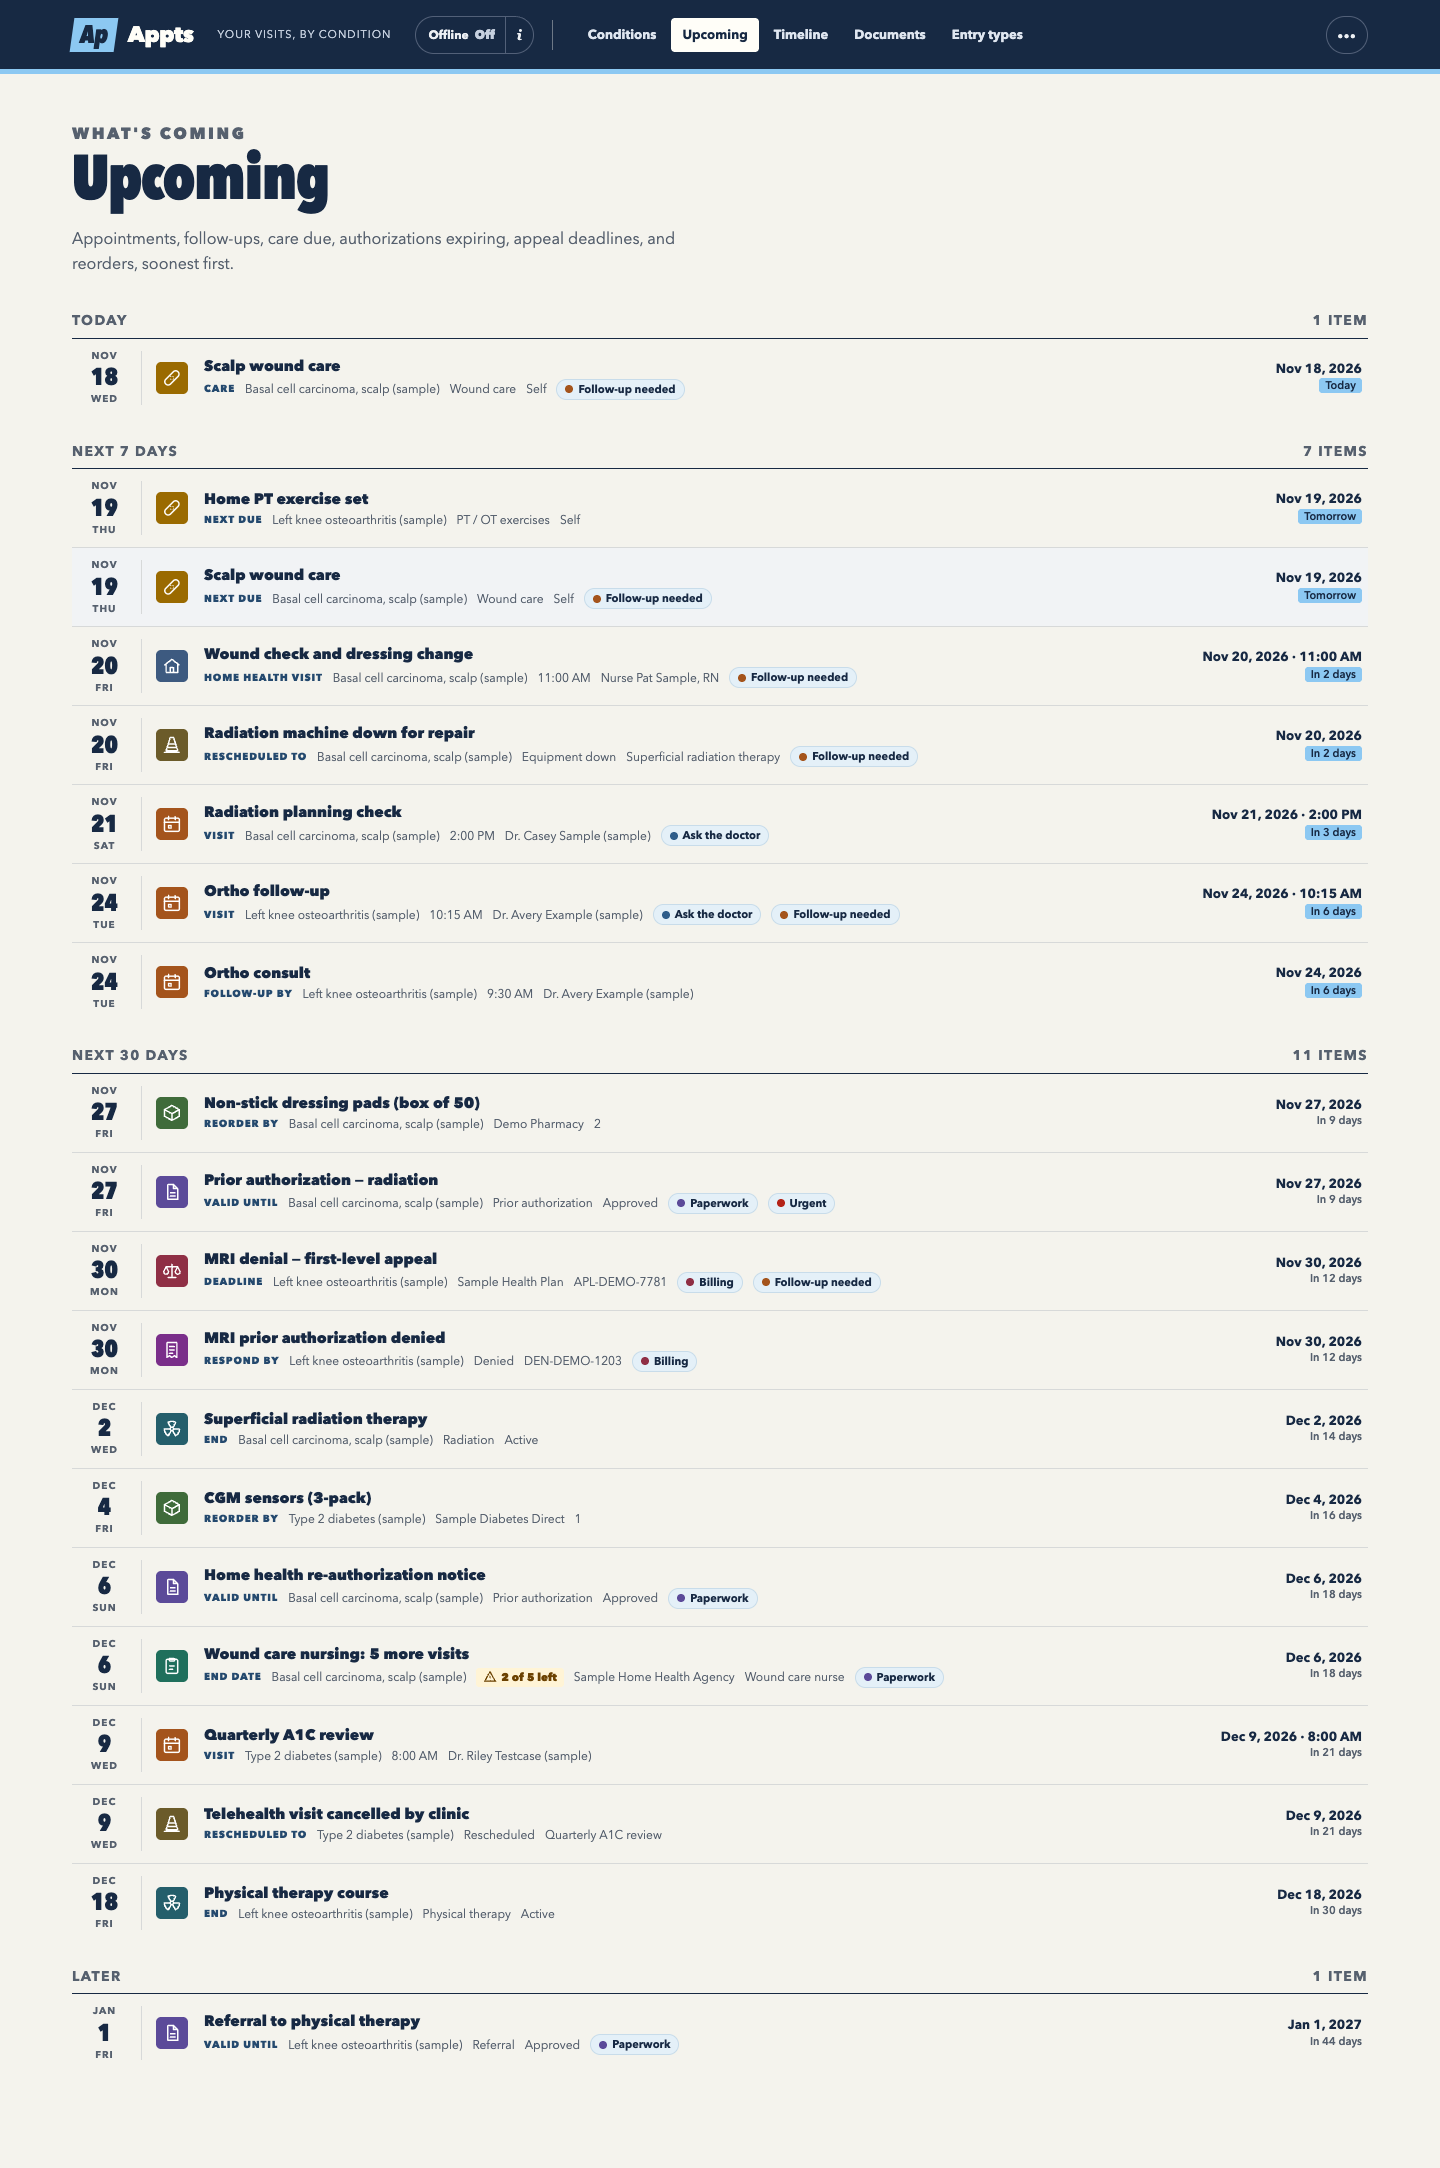 Ap Appts YOUR VISITS, BY CONDITION Offline Off i Conditions Upcoming Timeline Documents Entry types
WHAT'S COMING
Upcoming
Appointments, follow-ups, care due, authorizations expiring, appeal deadlines, and
reorders, soonest first.
TODAY 1 ITEM
NOV 18 WED
Scalp wound care
CARE Basal cell carcinoma, scalp (sample) Wound care Self Follow-up needed
Nov 18, 2026
Today
NEXT 7 DAYS 7 ITEMS
NOV 19 THU
Home PT exercise set
NEXT DUE Left knee osteoarthritis (sample) PT / OT exercises Self
Nov 19, 2026
Tomorrow
NOV 19 THU
Scalp wound care
NEXT DUE Basal cell carcinoma, scalp (sample) Wound care Self Follow-up needed
Nov 19, 2026
Tomorrow
NOV 20 FRI
Wound check and dressing change
HOME HEALTH VISIT Basal cell carcinoma, scalp (sample) 11:00 AM Nurse Pat Sample, RN Follow-up needed
Nov 20, 2026 · 11:00 AM
In 2 days
NOV 20 FRI
Radiation machine down for repair
RESCHEDULED TO Basal cell carcinoma, scalp (sample) Equipment down Superficial radiation therapy Follow-up needed
Nov 20, 2026
In 2 days
NOV 21 SAT
Radiation planning check
VISIT Basal cell carcinoma, scalp (sample) 2:00 PM Dr. Casey Sample (sample) Ask the doctor
Nov 21, 2026 · 2:00 PM
In 3 days
NOV 24 TUE
Ortho follow-up
VISIT Left knee osteoarthritis (sample) 10:15 AM Dr. Avery Example (sample) Ask the doctor Follow-up needed
Nov 24, 2026 · 10:15 AM
In 6 days
NOV 24 TUE
Ortho consult
FOLLOW-UP BY Left knee osteoarthritis (sample) 9:30 AM Dr. Avery Example (sample)
Nov 24, 2026
In 6 days
NEXT 30 DAYS 11 ITEMS
NOV 27 FRI
Non-stick dressing pads (box of 50)
REORDER BY Basal cell carcinoma, scalp (sample) Demo Pharmacy 2
Nov 27, 2026
In 9 days
NOV 27 FRI
Prior authorization – radiation
VALID UNTIL Basal cell carcinoma, scalp (sample) Prior authorization Approved Paperwork Urgent
Nov 27, 2026
In 9 days
NOV 30 MON
MRI denial – first-level appeal
DEADLINE Left knee osteoarthritis (sample) Sample Health Plan APL-DEMO-7781 Billing Follow-up needed
Nov 30, 2026
In 12 days
NOV 30 MON
MRI prior authorization denied
RESPOND BY Left knee osteoarthritis (sample) Denied DEN-DEMO-1203 Billing
Nov 30, 2026
In 12 days
DEC 2 WED
Superficial radiation therapy
END Basal cell carcinoma, scalp (sample) Radiation Active
Dec 2, 2026
In 14 days
DEC 4 FRI
CGM sensors (3-pack)
REORDER BY Type 2 diabetes (sample) Sample Diabetes Direct 1
Dec 4, 2026
In 16 days
DEC 6 SUN
Home health re-authorization notice
VALID UNTIL Basal cell carcinoma, scalp (sample) Prior authorization Approved Paperwork
Dec 6, 2026
In 18 days
DEC 6 SUN
Wound care nursing: 5 more visits
END DATE Basal cell carcinoma, scalp (sample) 2 of 5 left Sample Home Health Agency Wound care nurse Paperwork
Dec 6, 2026
In 18 days
DEC 9 WED
Quarterly A1C review
VISIT Type 2 diabetes (sample) 8:00 AM Dr. Riley Testcase (sample)
Dec 9, 2026 · 8:00 AM
In 21 days
DEC 9 WED
Telehealth visit cancelled by clinic
RESCHEDULED TO Type 2 diabetes (sample) Rescheduled Quarterly A1C review
Dec 9, 2026
In 21 days
DEC 18 FRI
Physical therapy course
END Left knee osteoarthritis (sample) Physical therapy Active
Dec 18, 2026
In 30 days
LATER 1 ITEM
JAN 1 FRI
Referral to physical therapy
VALID UNTIL Left knee osteoarthritis (sample) Referral Approved Paperwork
Jan 1, 2027
In 44 days